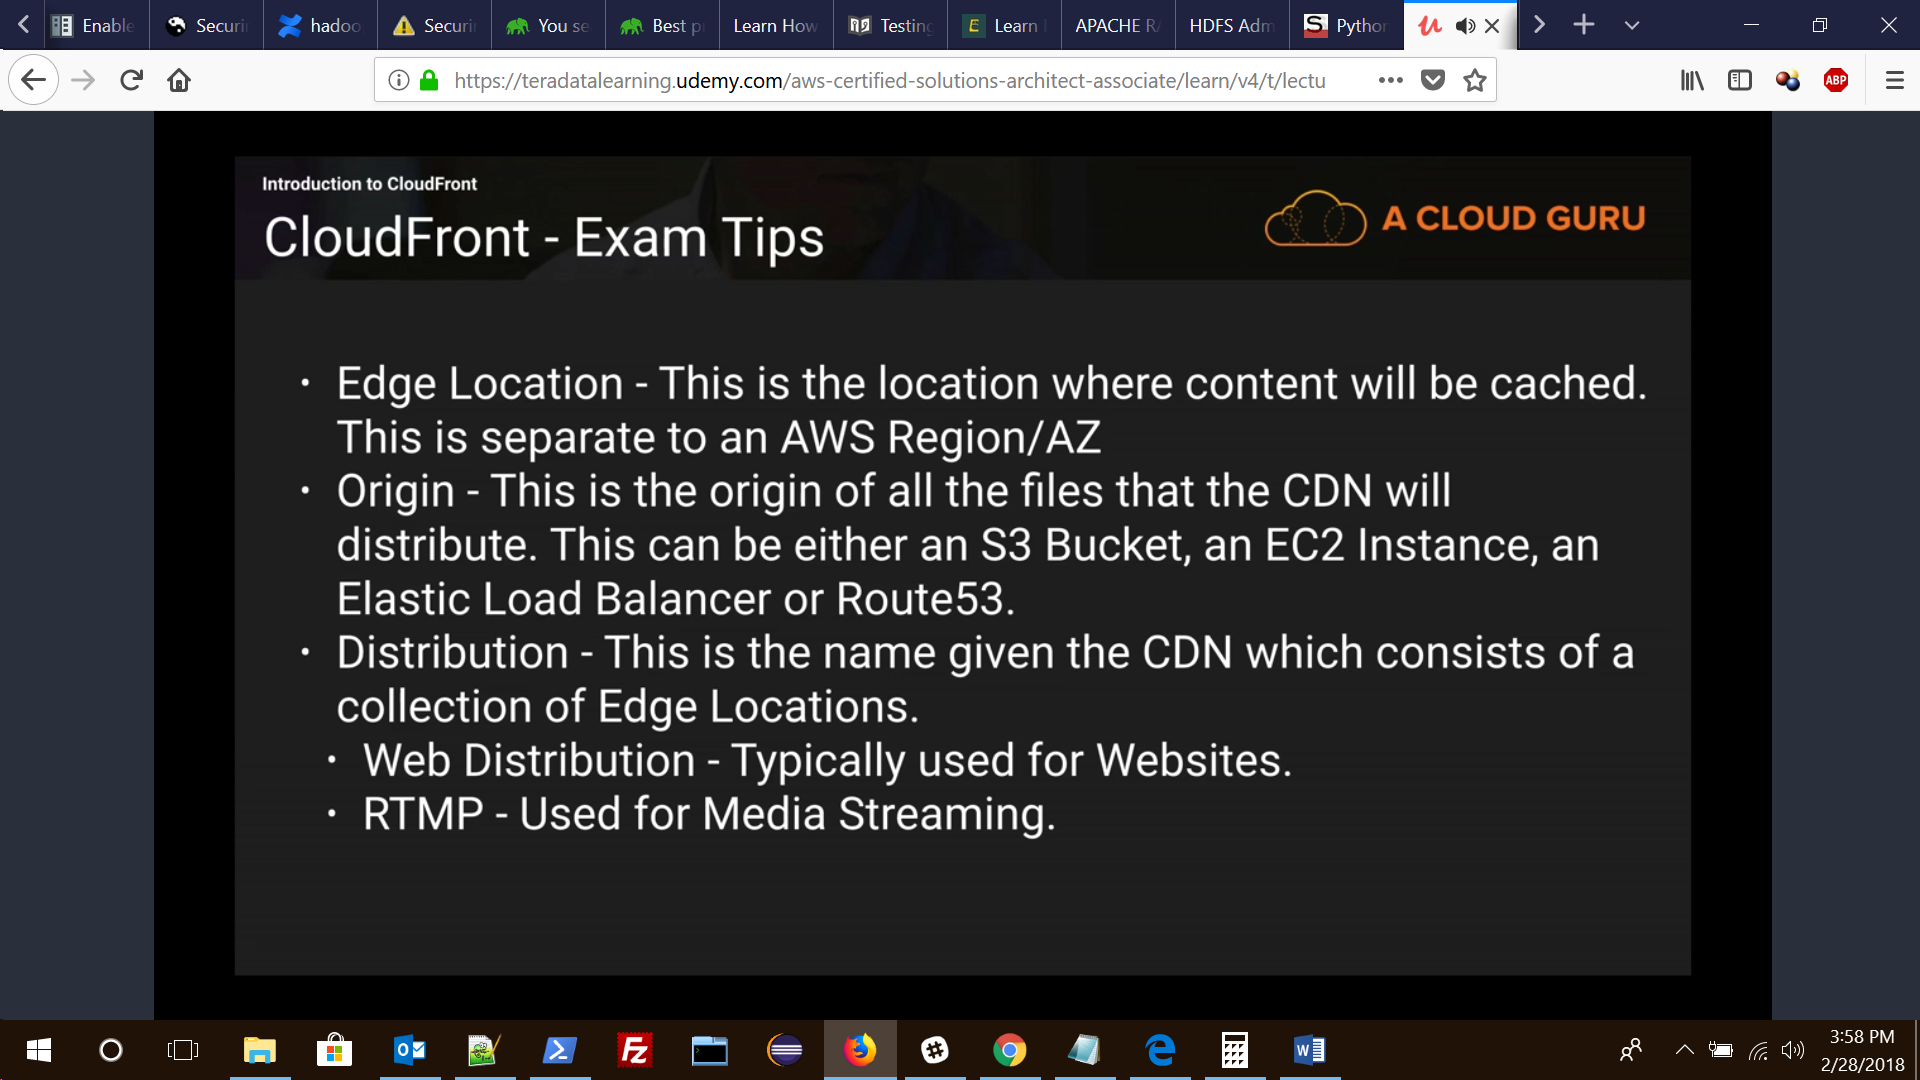 Enable
Securi
hadoo
Securi
You se
Best p
Learn How
Testing
E
Learn
APACHE R
HDFS Adm
S
Python
https://teradatalearning.udemy.com/aws-certified-solutions-architect-associate/learn/v4/t/lectu
ABP
Introduction to CloudFront
CloudFront - Exam Tips
A CLOUD GURU
• Edge Location - This is the location where content will be cached.
This is separate to an AWS Region/AZ
• Origin - This is the origin of all the files that the CDN will
distribute. This can be either an S3 Bucket, an EC2 Instance, an
Elastic Load Balancer or Route53.
• Distribution - This is the name given the CDN which consists of a
collection of Edge Locations.
• Web Distribution - Typically used for Websites.
• RTMP - Used for Media Streaming.
3:58 PM
2/28/2018